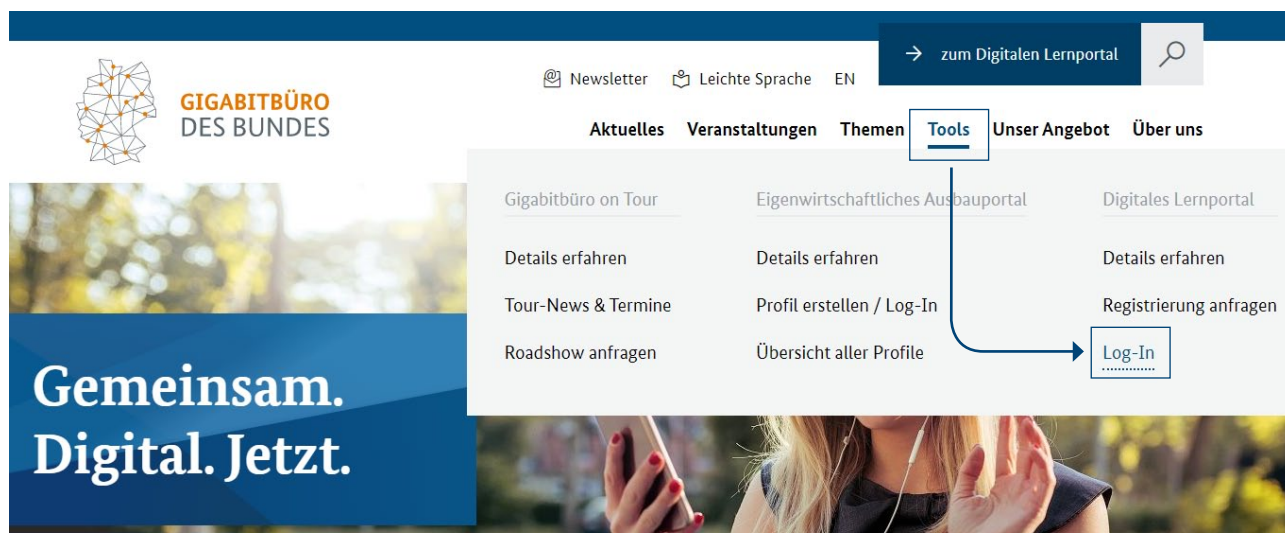 → zum Digitalen Lernportal
Newsletter Leichte Sprache EN
GIGABITBÜRO
DES BUNDES
Aktuelles Veranstaltungen Themen Tools Unser Angebot Über uns
Gigabitbüro on Tour
Details erfahren
Tour-News & Termine
Roadshow anfragen
Eigenwirtschaftliches Ausbauportal
Details erfahren
Profil erstellen / Log-In
Übersicht aller Profile
Digitales Lernportal
Details erfahren
Registrierung anfragen
Log-In
Gemeinsam.
Digital. Jetzt.